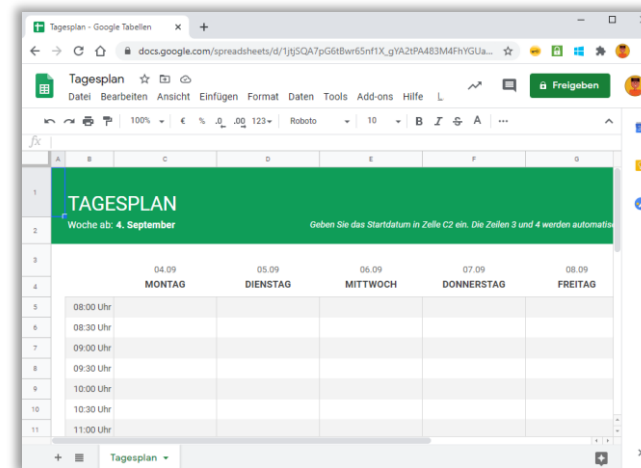 Tagesplan - Google Tabellen
docs.google.com/spreadsheets/d/1jtjSQA7pG6tBwr65nf1X_gYA2tPA483M4FhYGUa...
Tagesplan
Datei Bearbeiten Ansicht Einfügen Format Daten Tools Add-ons Hilfe L
Freigeben
100% € % .0 .00 123 Roboto 10 B I S A ...
fx
A B C D E F G
1
TAGESPLAN
2 Woche ab: 4. September Geben Sie das Startdatum in Zelle C2 ein. Die Zeilen 3 und 4 werden automatisc
3 04.09 05.09 06.09 07.09 08.09
4 MONTAG DIENSTAG MITTWOCH DONNERSTAG FREITAG
5 08:00 Uhr
6 08:30 Uhr
7 09:00 Uhr
8 09:30 Uhr
9 10:00 Uhr
10 10:30 Uhr
11 11:00 Uhr
Tagesplan